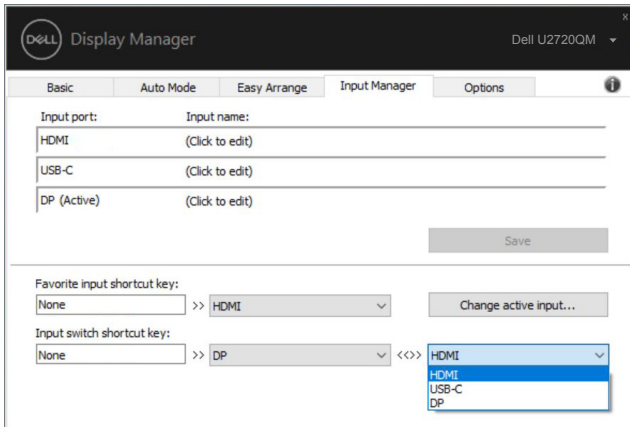 x
DELL Display Manager Dell U2720QM
Basic Auto Mode Easy Arrange Input Manager Options i
Input port: Input name:
HDMI (Click to edit)
USB-C (Click to edit)
DP (Active) (Click to edit)
Save
Favorite input shortcut key:
None >> HDMI Change active input...
Input switch shortcut key:
None >> DP <<>> HDMI
HDMI
USB-C
DP